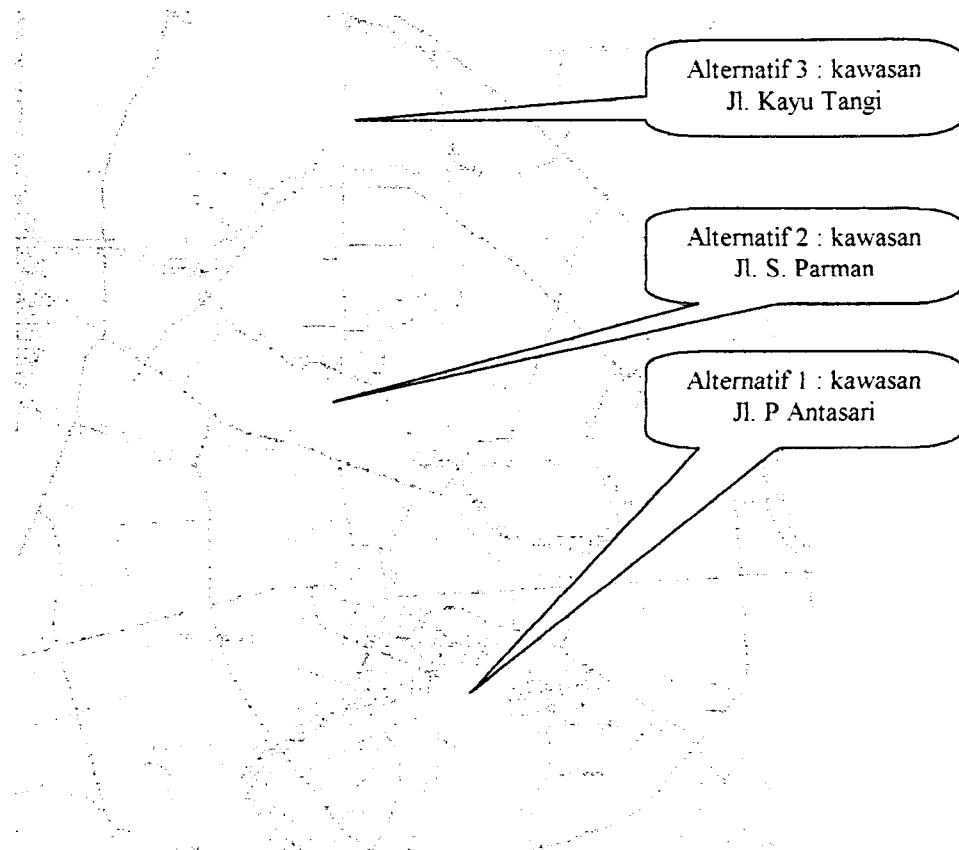 Alternatif 3 : kawasan
Jl. Kayu Tangi
Alternatif 2 : kawasan
Jl. S. Parman
Alternatif 1 : kawasan
Jl. P Antasari